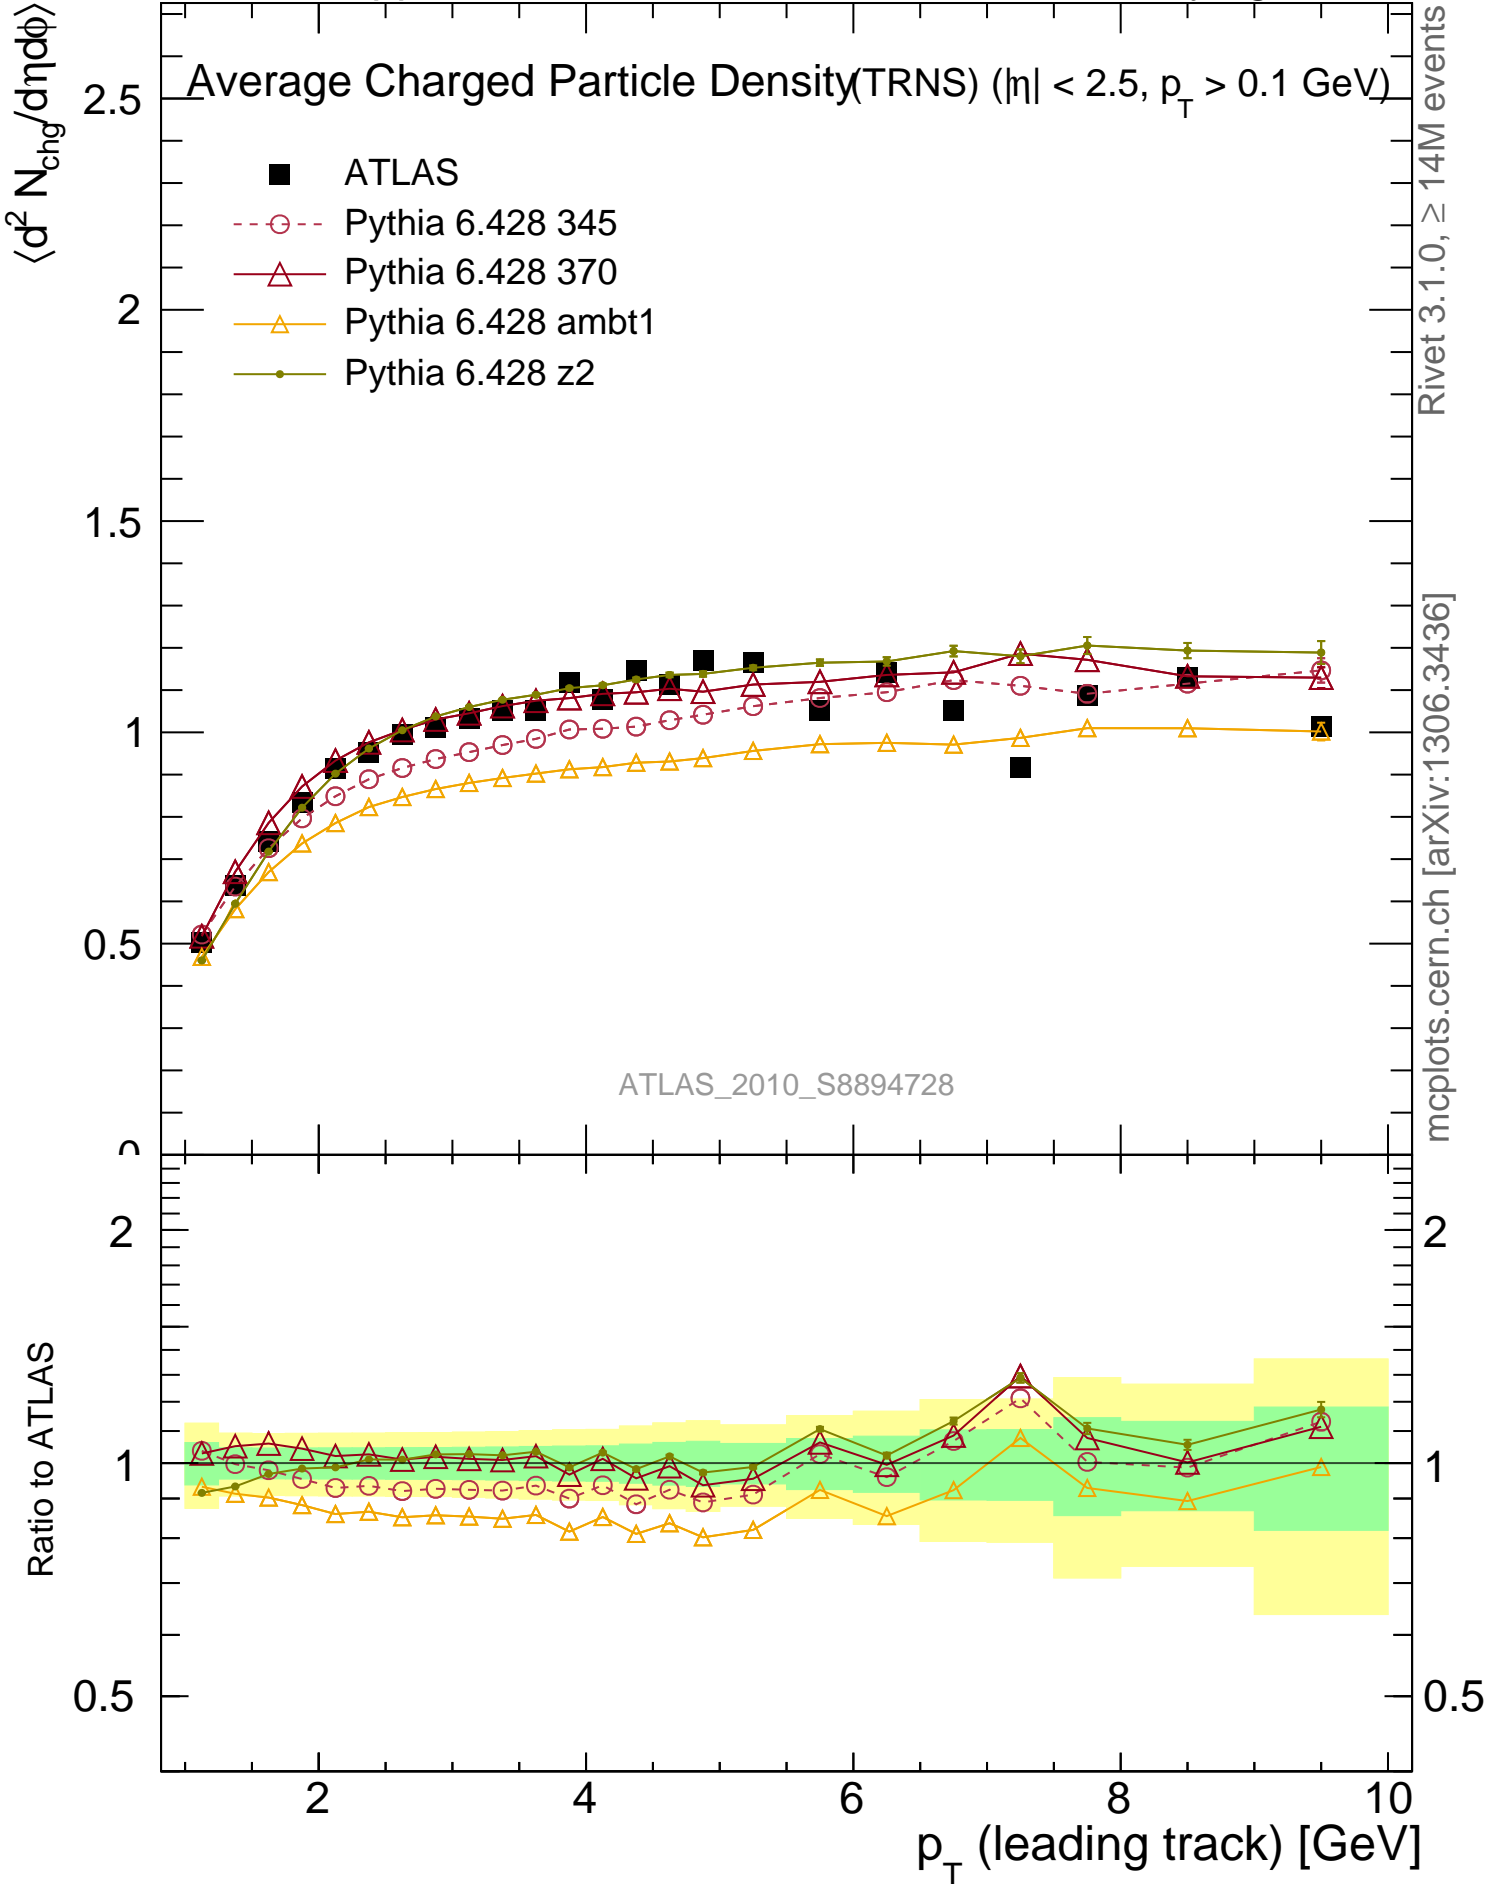 ⟨d² N_chg/dηdϕ⟩
Average Charged Particle Density(TRNS) (|η| < 2.5, p_T > 0.1 GeV)
ATLAS
Pythia 6.428 345
Pythia 6.428 370
Pythia 6.428 ambt1
Pythia 6.428 z2
2.5
2
1.5
1
0.5
0
ATLAS_2010_S8894728
Rivet 3.1.0, ≥ 14M events
mcplots.cern.ch [arXiv:1306.3436]
Ratio to ATLAS
2
1
0.5
2
1
0.5
2
4
6
8
10
p_T (leading track) [GeV]